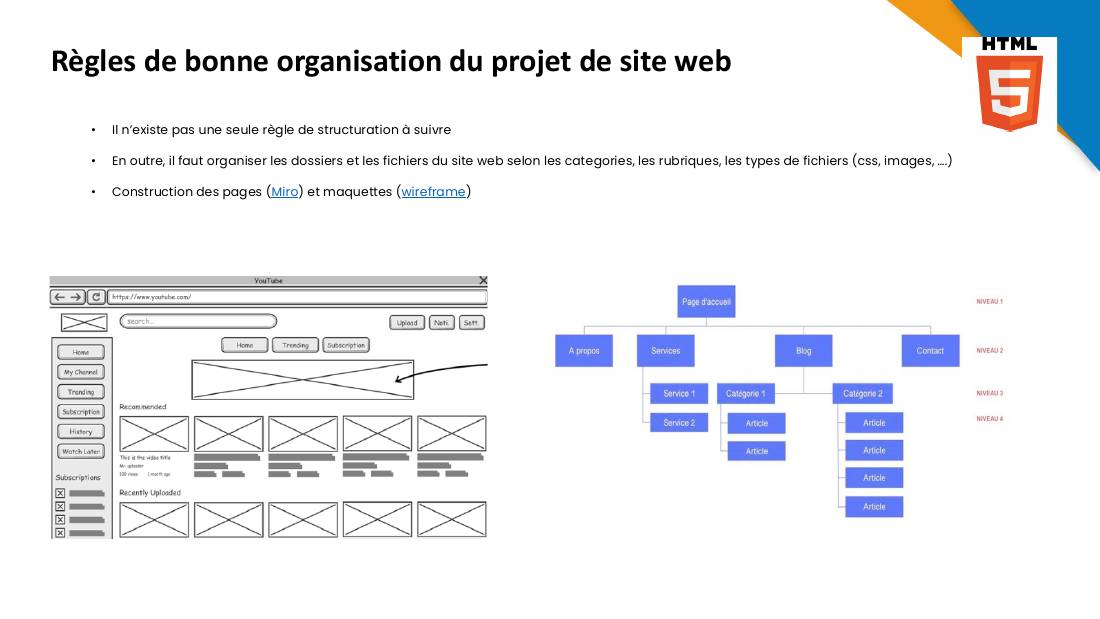 Règles de bonne organisation du projet de site web
HTML
5
• Il n’existe pas une seule règle de structuration à suivre
• En outre, il faut organiser les dossiers et les fichiers du site web selon les categories, les rubriques, les types de fichiers (css, images, ….)
• Construction des pages (Miro) et maquettes (wireframe)
YouTube
https://www.youtube.com/
search...
Upload Noti. Sett.
Home Trending Subscription
Home
My Channel
Trending
Subscription
History
Watch Later
Subscriptions
Recommended
This is the video title
Mr uploader
100 views 1 month ago
Recently Uploaded
Page d'accueil
NIVEAU 1
A propos Services Blog Contact
NIVEAU 2
Service 1 Catégorie 1 Catégorie 2
NIVEAU 3
Service 2 Article Article
NIVEAU 4
Article Article
Article
Article